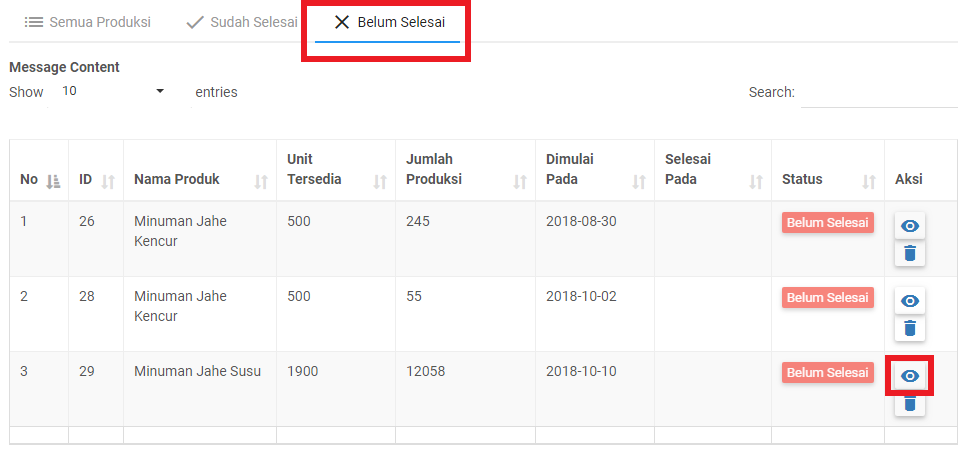 Semua Produksi Sudah Selesai Belum Selesai
Message Content
Show 10 entries Search:
No ID Nama Produk Unit Tersedia Jumlah Produksi Dimulai Pada Selesai Pada Status Aksi
1 26 Minuman Jahe Kencur 500 245 2018-08-30 Belum Selesai
2 28 Minuman Jahe Kencur 500 55 2018-10-02 Belum Selesai
3 29 Minuman Jahe Susu 1900 12058 2018-10-10 Belum Selesai